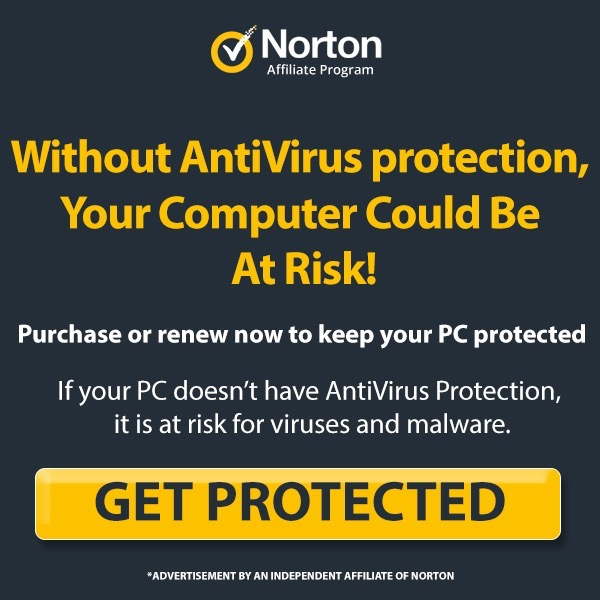 Norton
Affiliate Program
Without AntiVirus protection,
Your Computer Could Be
At Risk!
Purchase or renew now to keep your PC protected
If your PC doesn’t have AntiVirus Protection,
it is at risk for viruses and malware.
GET PROTECTED
*ADVERTISEMENT BY AN INDEPENDENT AFFILIATE OF NORTON